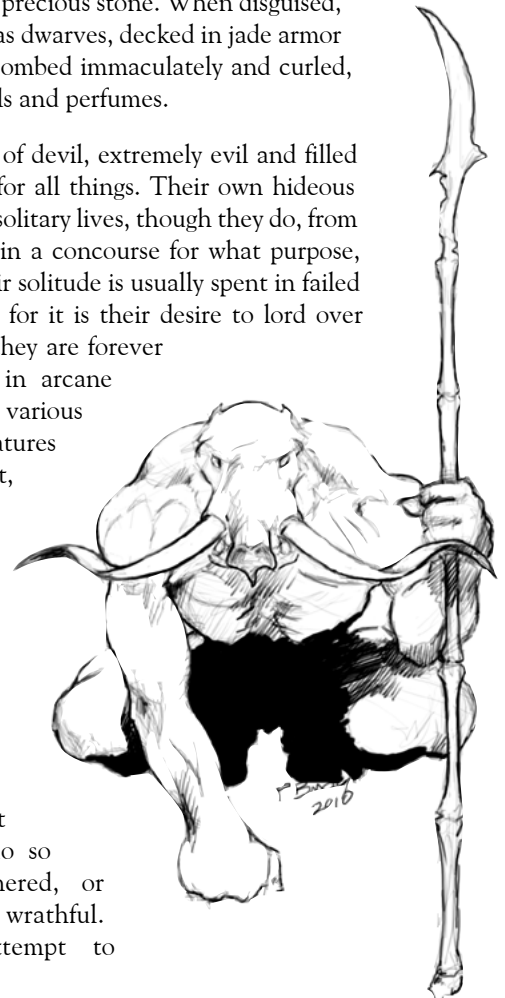 precious stone. When disguised,
as dwarves, decked in jade armor
ombed immaculately and curled,
ls and perfumes.
of devil, extremely evil and filled
for all things. Their own hideous
solitary lives, though they do, from
in a concourse for what purpose,
ir solitude is usually spent in failed
for it is their desire to lord over
hey are forever
in arcane
various
atures
t,
2016
t
o so
nered, or
wrathful.
ttempt to